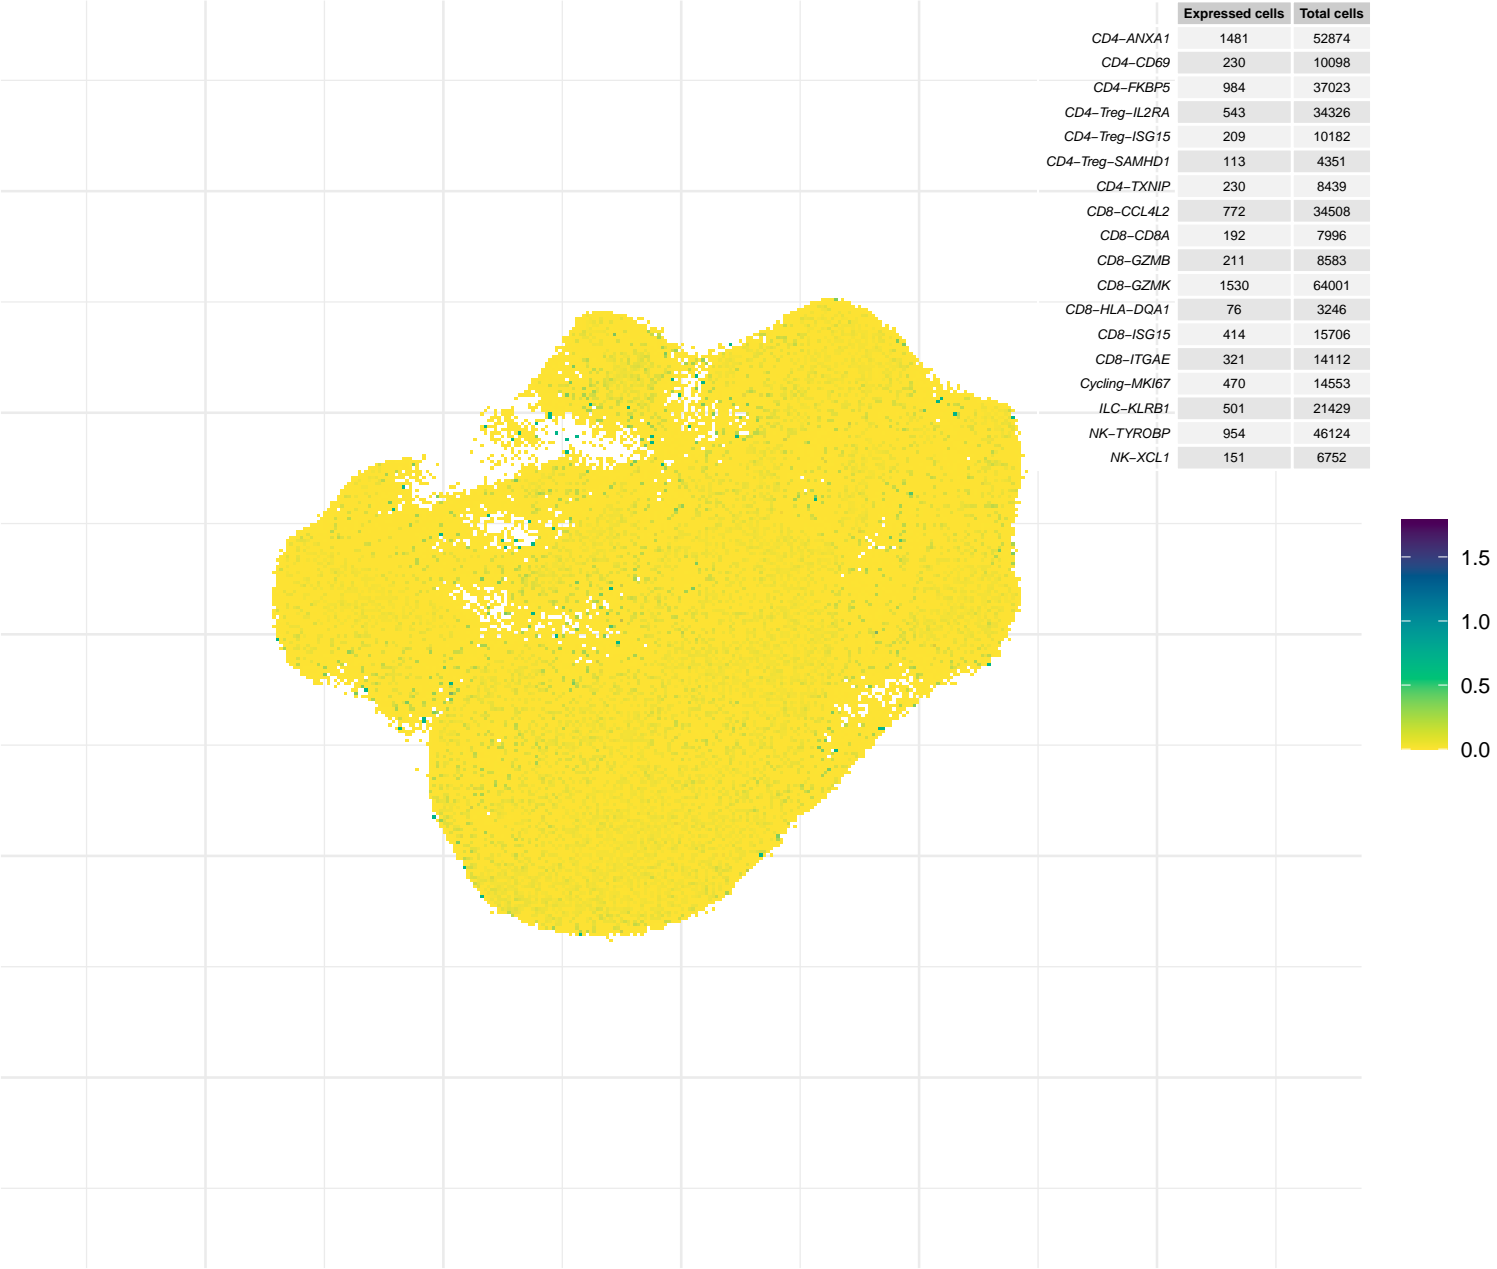 Expressed cells Total cells
CD4−ANXA1 1481 52874
CD4−CD69 230 10098
CD4−FKBP5 984 37023
CD4−Treg−IL2RA 543 34326
CD4−Treg−ISG15 209 10182
CD4−Treg−SAMHD1 113 4351
CD4−TXNIP 230 8439
CD8−CCL4L2 772 34508
CD8−CD8A 192 7996
CD8−GZMB 211 8583
CD8−GZMK 1530 64001
CD8−HLA−DQA1 76 3246
CD8−ISG15 414 15706
CD8−ITGAE 321 14112
Cycling−MKI67 470 14553
ILC−KLRB1 501 21429
NK−TYROBP 954 46124
NK−XCL1 151 6752
1.5
1.0
0.5
0.0